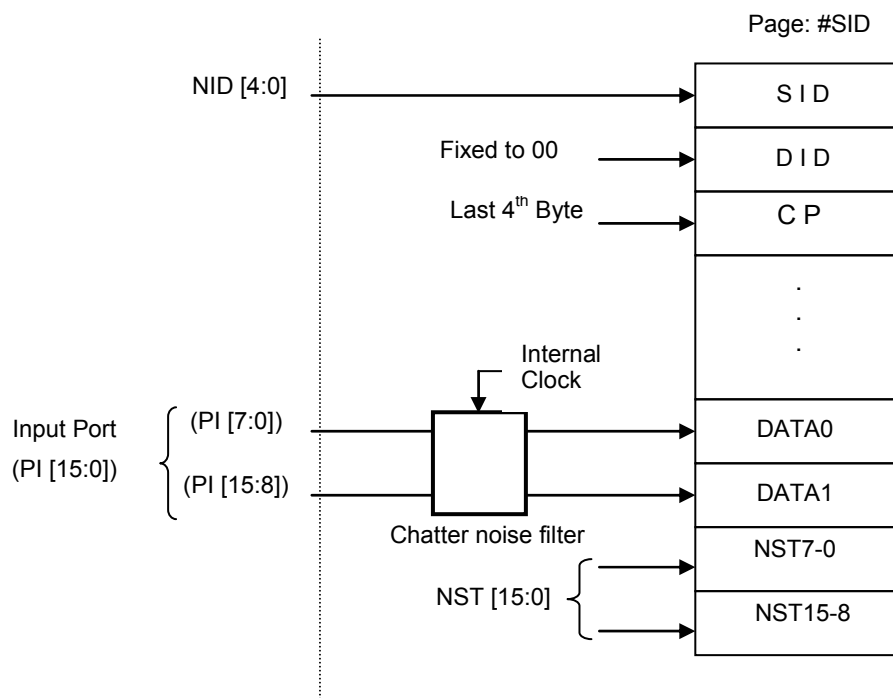 Page: #SID
NID [4:0]
S I D
Fixed to 00
D I D
Last 4th Byte
C P
.
.
.
Internal
Clock
Input Port
(PI [15:0])
(PI [7:0])
DATA0
(PI [15:8])
DATA1
Chatter noise filter
NST [15:0]
NST7-0
NST15-8